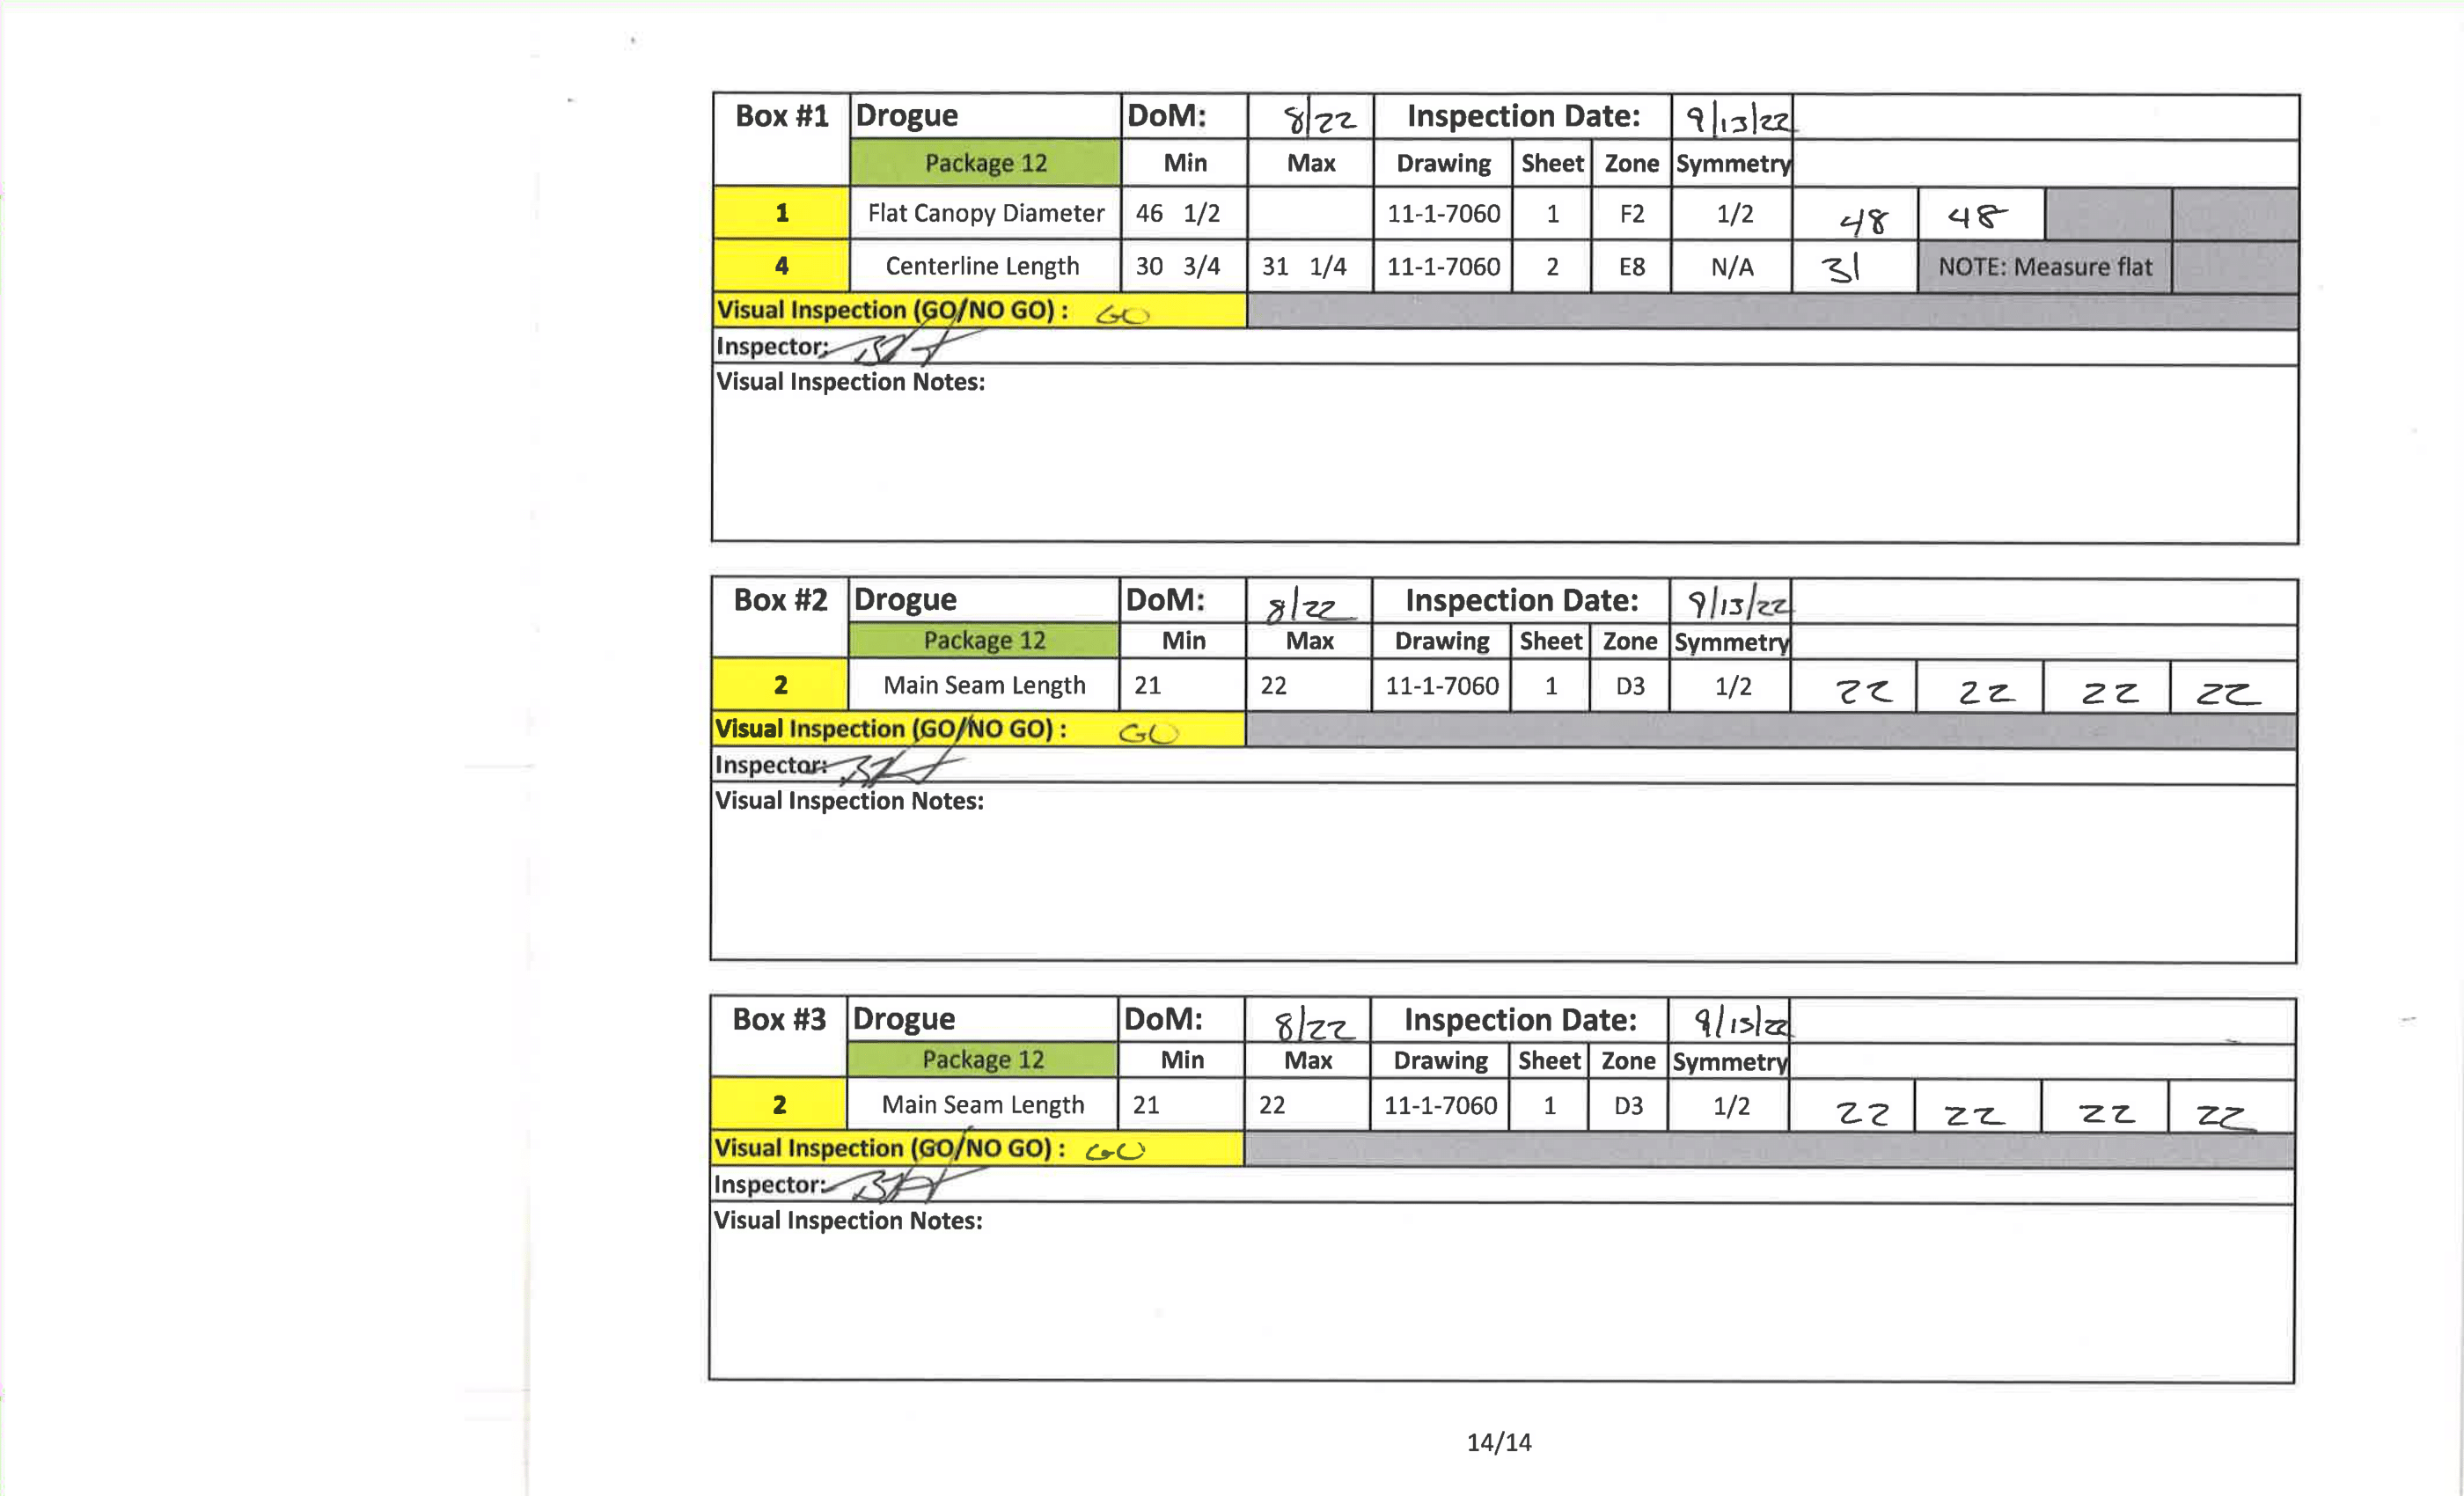 Box #1 Drogue DoM: 8/22 Inspection Date: 9/13/22
Package 12 Min Max Drawing Sheet Zone Symmetry
1 Flat Canopy Diameter 46 1/2 11-1-7060 1 F2 1/2 48 48
4 Centerline Length 30 3/4 31 1/4 11-1-7060 2 E8 N/A 31 NOTE: Measure flat
Visual Inspection (GO/NO GO) : GO
Inspector:
Visual Inspection Notes:
Box #2 Drogue DoM: 8/22 Inspection Date: 9/13/22
Package 12 Min Max Drawing Sheet Zone Symmetry
2 Main Seam Length 21 22 11-1-7060 1 D3 1/2 22 22 22 22
Visual Inspection (GO/NO GO) : GO
Inspector:
Visual Inspection Notes:
Box #3 Drogue DoM: 8/22 Inspection Date: 9/13/22
Package 12 Min Max Drawing Sheet Zone Symmetry
2 Main Seam Length 21 22 11-1-7060 1 D3 1/2 22 22 22 22
Visual Inspection (GO/NO GO) : GO
Inspector:
Visual Inspection Notes:
14/14